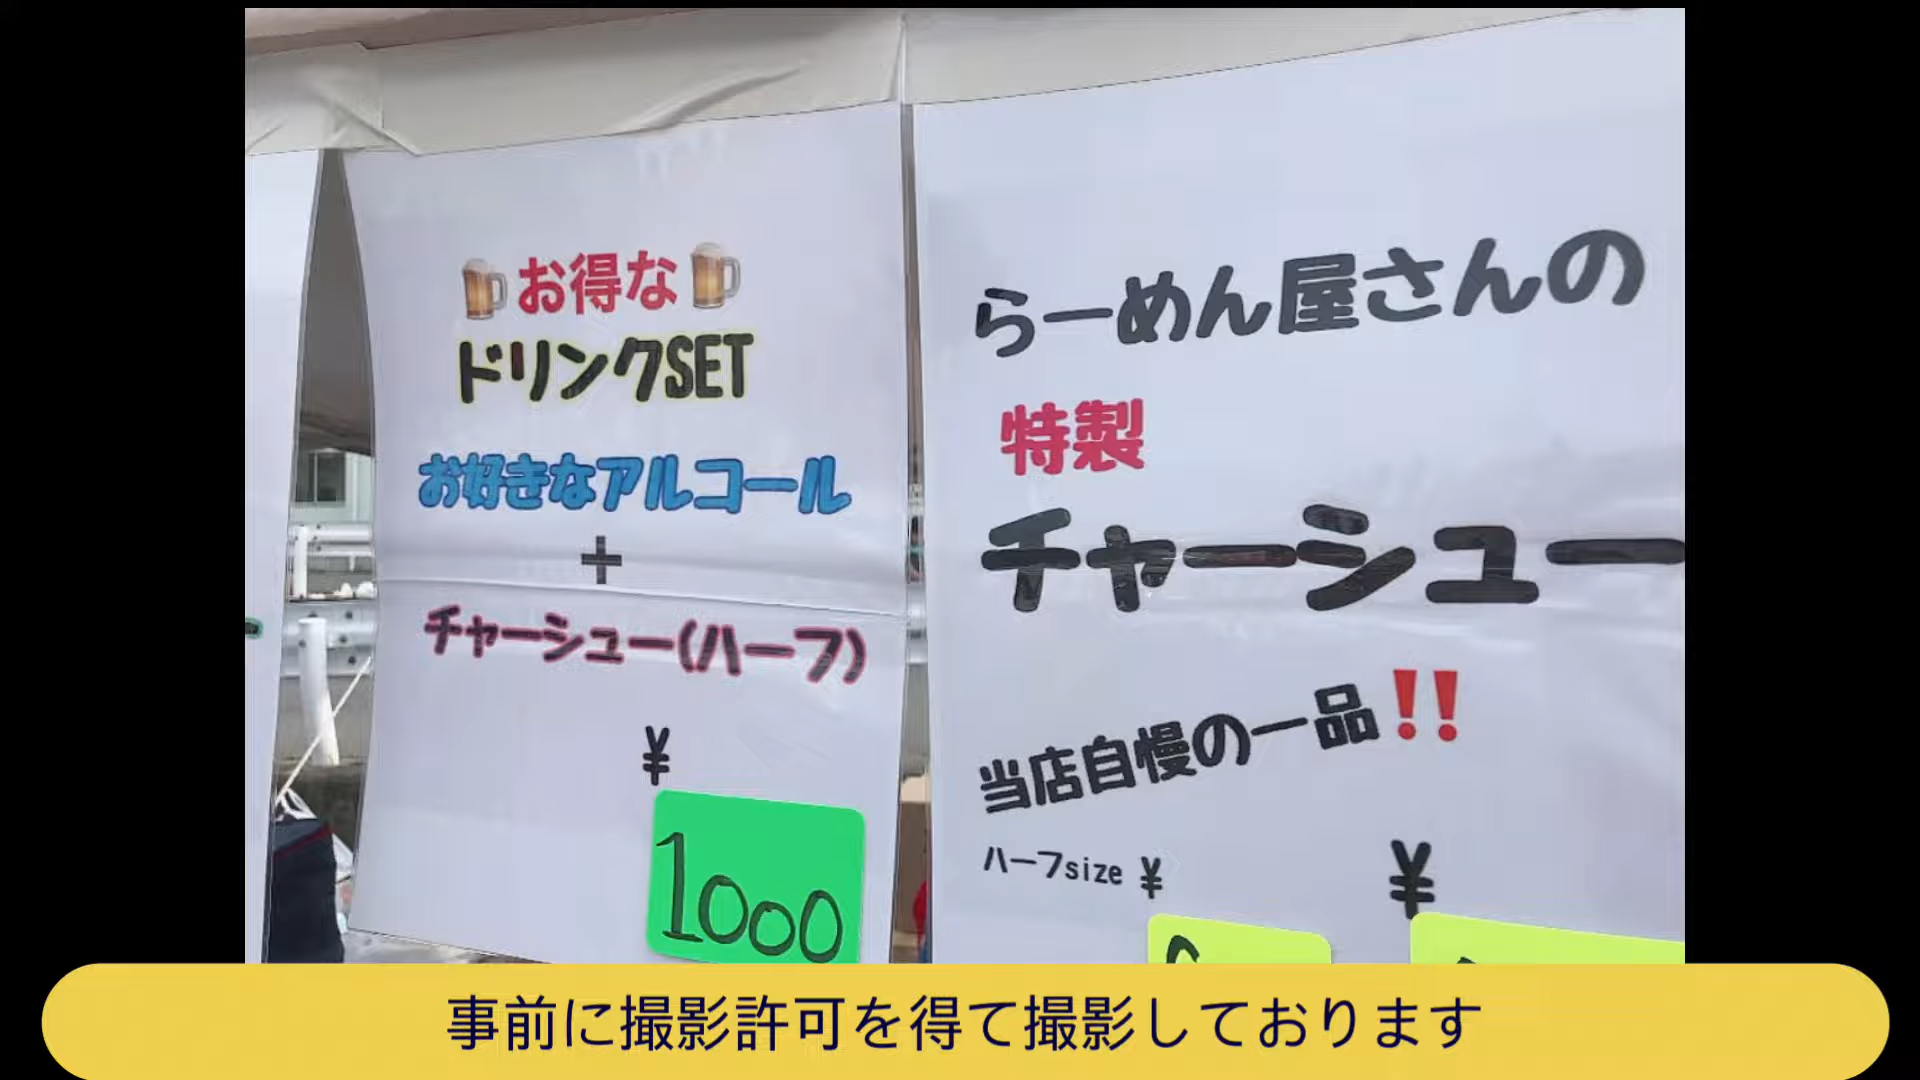 お得な
ドリンクSET
お好きなアルコール
+
チャーシュー(ハーフ)
¥
1000
らーめん屋さんの
特製
チャーシュー
当店自慢の一品‼
ハーフsize ¥
¥
事前に撮影許可を得て撮影しております